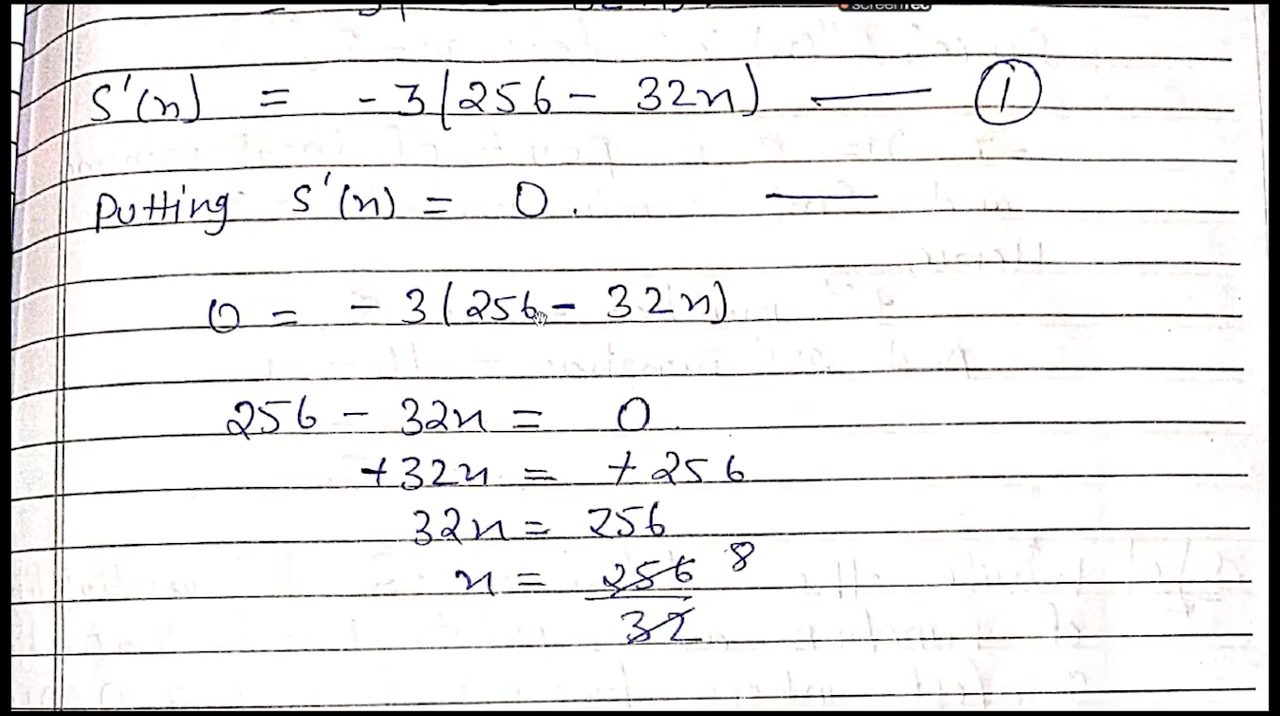 S'(n) = -3(256 - 32n) — ①
Putting S'(n) = 0. —
0 = -3(256 - 32n)
256 - 32n = 0
+32n = +256
32n = 256
n = 256 8
32